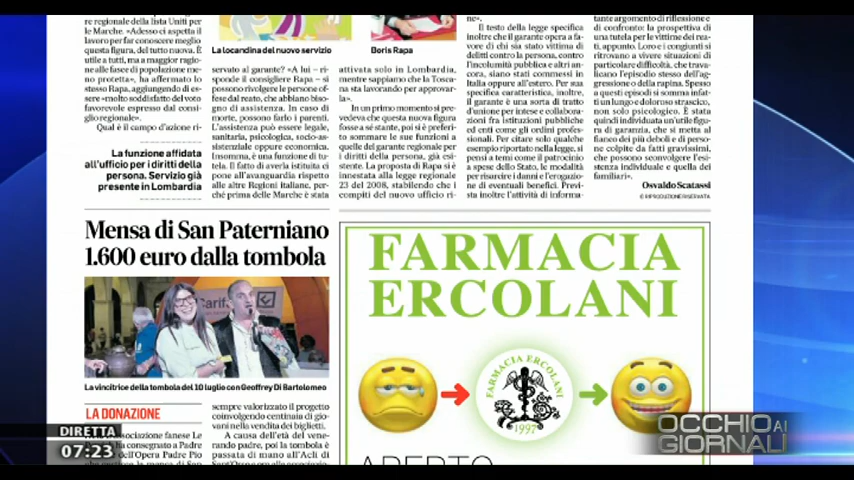 re regionale della lista Uniti per
le Marche. «Adesso ci aspetta il
lavoro per far conoscere meglio
questa figura, del tutto nuova. È
utile a tutti, ma a maggior ragio-
ne alle fasce di popolazione meno
protetta», ha affermato lo
stesso Rapa, aggiungendo di es-
sere «molto soddisfatto del voto
favorevole espresso dal consi-
glio regionale».
Qual è il campo d'azione ri-
La funzione affidata
all'ufficio per i diritti della
persona. Servizio già
presente in Lombardia
La locandina del nuovo servizio
servato al garante? «A lui – ri-
sponde il consigliere Rapa – si
possono rivolgere le persone of-
fese dal reato, che abbiano biso-
gno di assistenza. In caso di
morte, possono farlo i parenti.
L'assistenza può essere legale,
sanitaria, psicologica, socio-as-
sistenziale oppure economica.
Insomma, è una funzione di tu-
tela. Il fatto di averla istituita ci
pone all'avanguardia rispetto
alle altre Regioni italiane, per-
ché prima delle Marche è stata
Boris Rapa
attivata solo in Lombardia,
mentre sappiamo che la Tosca-
na sta lavorando per approvar-
la».
In un primo momento si pre-
vedeva che questa nuova figura
fosse a sé stante, poi si è preferi-
to sommare le sue funzioni a
quelle del garante regionale per
i diritti della persona, già esi-
stente. La proposta di Rapa si è
innestata alla legge regionale
23 del 2008, stabilendo che i
compiti del nuovo ufficio ri-
ne».
Il testo della legge specifica
inoltre che il garante opera a fa-
vore di chi sia stato vittima di
delitti contro la persona, contro
l'incolumità pubblica e altri an-
cora, siano stati commessi in
Italia oppure all'estero. Per sua
specifica caratteristica, inoltre,
il garante è una sorta di tratto
d'unione per intese e collabora-
zioni fra istituzioni pubbliche
ed enti come gli ordini profes-
sionali. Per citare solo qualche
esempio riportato nella legge, si
pensi a temi come il patrocinio
a spese dello Stato, le modalità
per risarcire i danni e l'erogazio-
ne di eventuali benefici. Previ-
sta inoltre l'attività di informa-
tante argomento di riflessione e
di confronto: la prospettiva di
una tutela per le vittime dei rea-
ti, appunto. Loro e i congiunti si
ritrovano a vivere situazioni di
particolare difficoltà, che trava-
licano l'episodio stesso dell'ag-
gressione o della rapina. Spesso
a questi episodi si somma infat-
ti un lungo e doloroso strascico,
non solo psicologico. È stata
quindi individuata un'utile figu-
ra di garanzia, che si metta al
fianco dei più deboli e di perso-
ne colpite da fatti gravissimi,
che possono sconvolgere l'esi-
stenza individuale e quella dei
familiari».
Osvaldo Scatassi
© RIPRODUZIONE RISERVATA
Mensa di San Paterniano
1.600 euro dalla tombola
Carif
La vincitrice della tombola del 10 luglio con Geoffrey Di Bartolomeo
LA DONAZIONE
ssociazione fanese Le
ha consegnato a Padre
dell'Opera Padre Pio
sempre valorizzato il progetto
coinvolgendo centinaia di gio-
vani nella vendita dei biglietti.
A causa dell'età del vene-
rando padre, poi la tombola è
passata di mano all'Acli di
FARMACIA
ERCOLANI
FARMACIA ERCOLANI
1997
APERTO
DIRETTA
07:23
OCCHIO AI
GIORNALI